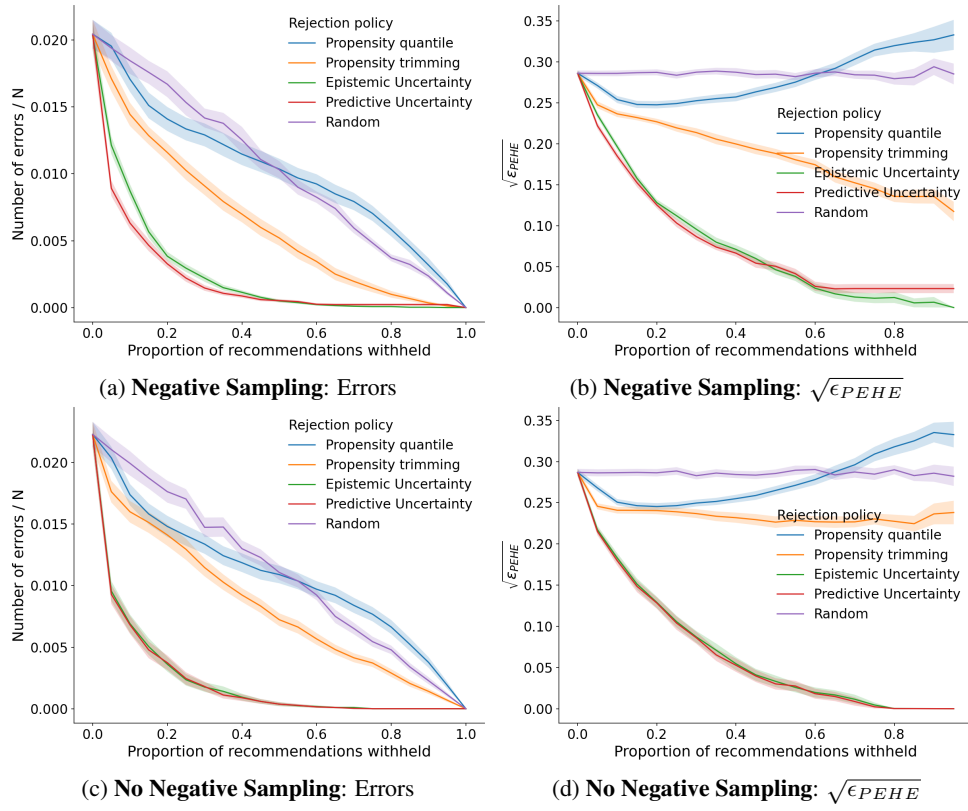 Number of errors / N
0.020
0.015
0.010
0.005
0.000
Rejection policy
Propensity quantile
Propensity trimming
Epistemic Uncertainty
Predictive Uncertainty
Random
0.0 0.2 0.4 0.6 0.8 1.0
Proportion of recommendations withheld
(a) Negative Sampling: Errors
√ε_PEHE
0.35
0.30
0.25
0.20
0.15
0.10
0.05
0.00
Rejection policy
Propensity quantile
Propensity trimming
Epistemic Uncertainty
Predictive Uncertainty
Random
0.0 0.2 0.4 0.6 0.8
Proportion of recommendations withheld
(b) Negative Sampling: √ϵ_PEHE
Number of errors / N
0.020
0.015
0.010
0.005
0.000
Rejection policy
Propensity quantile
Propensity trimming
Epistemic Uncertainty
Predictive Uncertainty
Random
0.0 0.2 0.4 0.6 0.8 1.0
Proportion of recommendations withheld
(c) No Negative Sampling: Errors
√ε_PEHE
0.35
0.30
0.25
0.20
0.15
0.10
0.05
0.00
Rejection policy
Propensity quantile
Propensity trimming
Epistemic Uncertainty
Predictive Uncertainty
Random
0.0 0.2 0.4 0.6 0.8
Proportion of recommendations withheld
(d) No Negative Sampling: √ϵ_PEHE